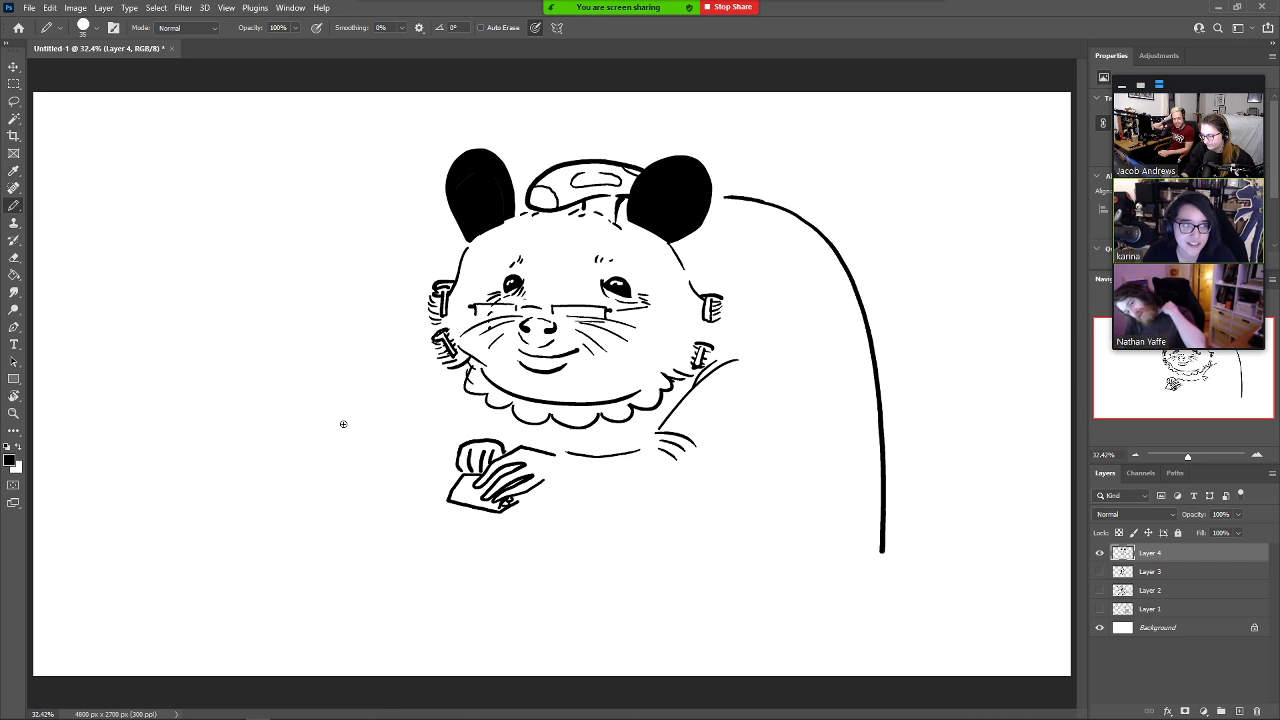 Ps File Edit Image Layer Type Select Filter 3D View Plugins Window Help
You are screen sharing Stop Share
35 Mode: Normal Opacity: 100% Smoothing: 0% 0° Auto Erase
Untitled-1 @ 32.4% (Layer 4, RGB/8) * ×
Properties Adjustments
Jacob Andrews
karina
Nathan Yaffe
32.42%
Layers Channels Paths
Kind
Normal Opacity: 100%
Lock: Fill: 100%
Layer 4
Layer 3
Layer 2
Layer 1
Background
32.42% 4800 px x 2700 px (300 ppi)